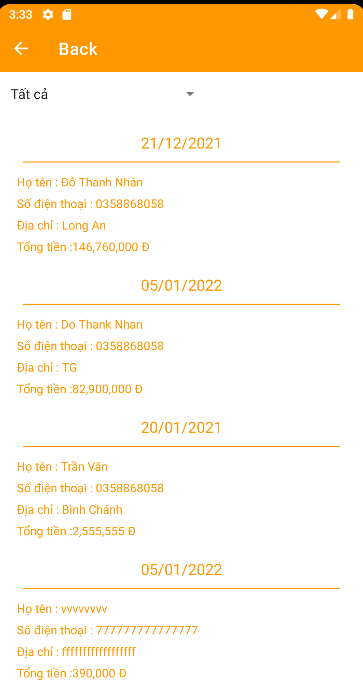 3:33
Back
Tất cả
21/12/2021
Họ tên : Đỗ Thanh Nhàn
Số điện thoại : 0358868058
Địa chỉ : Long An
Tổng tiền :146,760,000 Đ
05/01/2022
Họ tên : Do Thank Nhan
Số điện thoại : 0358868058
Địa chỉ : TG
Tổng tiền :82,900,000 Đ
20/01/2021
Họ tên : Trần Văn
Số điện thoại : 0358868058
Địa chỉ : Bình Chánh
Tổng tiền :2,555,555 Đ
05/01/2022
Họ tên : vvvvvvvv
Số điện thoại : 777777777777777
Địa chỉ : ffffffffffffffffff
Tổng tiền :390,000 Đ